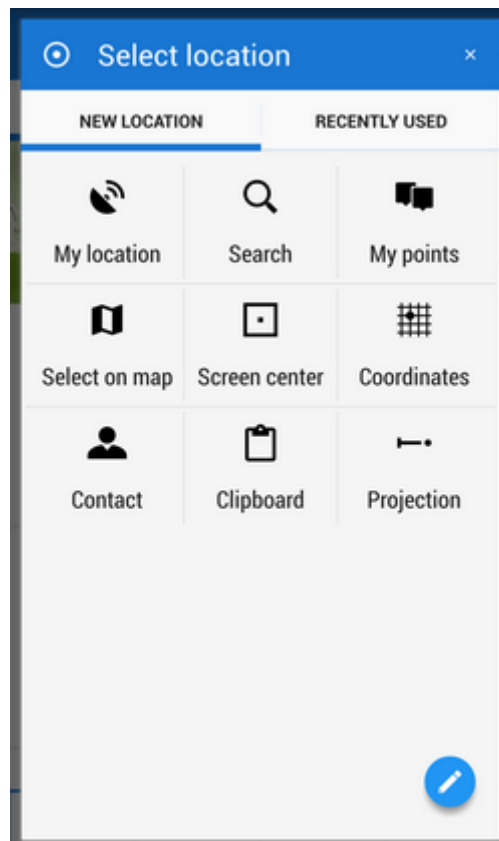 Select location
NEW LOCATION RECENTLY USED
My location Search My points
Select on map Screen center Coordinates
Contact Clipboard Projection